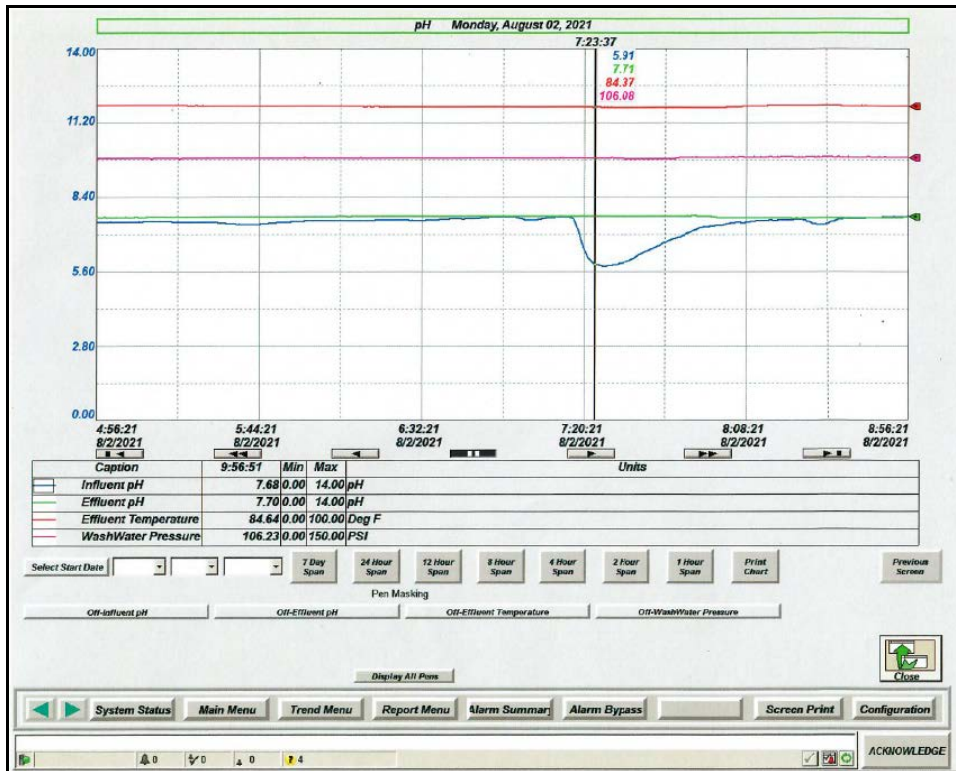 pH Monday, August 02, 2021
7:23:37
5.91
7.71
84.37
106.08
14.00
11.20
8.40
5.60
2.80
0.00
4:56:21 5:44:21 6:32:21 7:20:21 8:08:21 8:56:21
8/2/2021 8/2/2021 8/2/2021 8/2/2021 8/2/2021 8/2/2021
Caption 9:56:51 Min Max Units
Influent pH 7.68 0.00 14.00 pH
Effluent pH 7.70 0.00 14.00 pH
Effluent Temperature 84.64 0.00 100.00 Deg F
WashWater Pressure 106.23 0.00 150.00 PSI
Select Start Date 7 Day Span 24 Hour Span 12 Hour Span 8 Hour Span 4 Hour Span 2 Hour Span 1 Hour Span Print Chart Previous Screen
Pen Masking
Off-Influent pH Off-Effluent pH Off-Effluent Temperature Off-WashWater Pressure
Display All Pens
Close
System Status Main Menu Trend Menu Report Menu Alarm Summar Alarm Bypass Screen Print Configuration
0 0 0 4 ACKNOWLEDGE